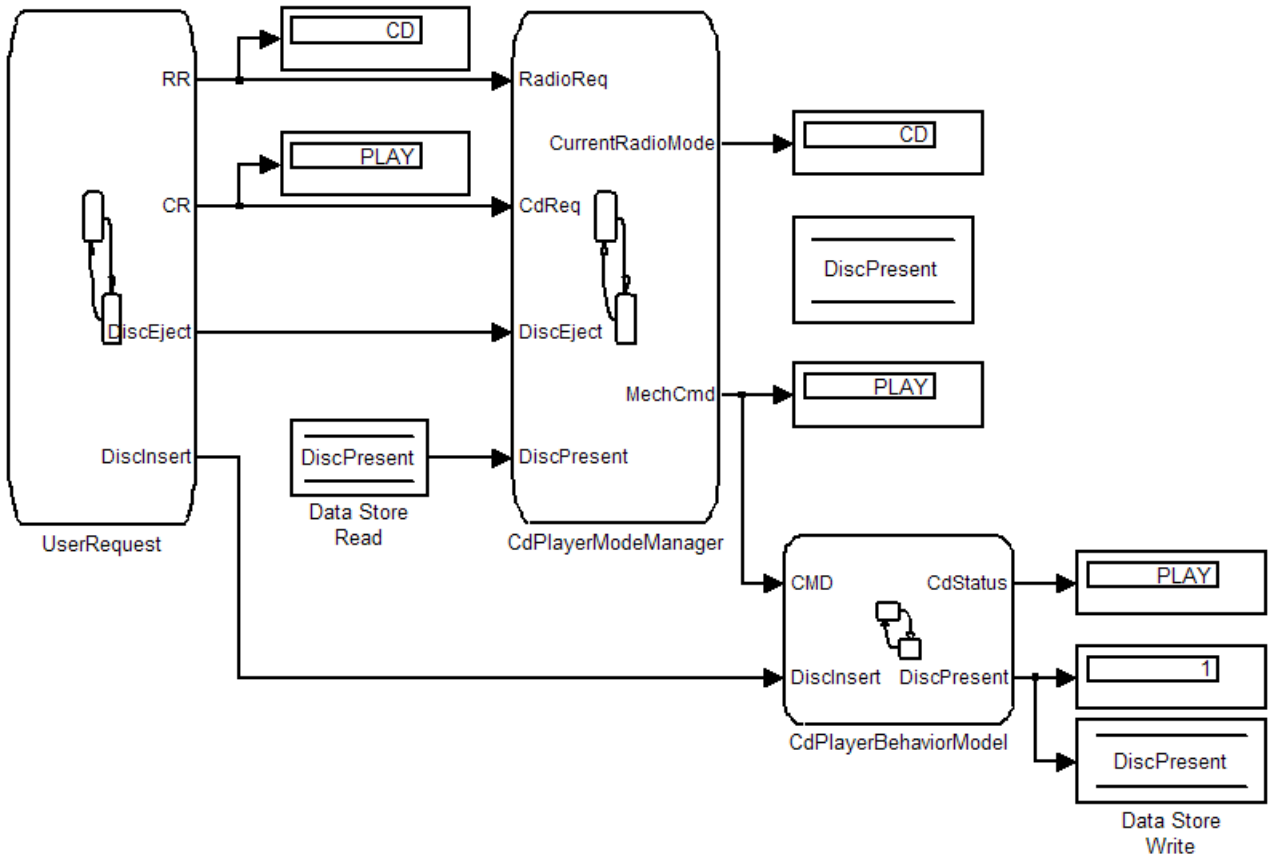 CD
RR
RadioReq
CurrentRadioMode
CD
PLAY
CR
CdReq
DiscPresent
DiscEject
DiscEject
MechCmd
PLAY
DiscInsert
DiscPresent
DiscPresent
Data Store
Read
UserRequest
CdPlayerModeManager
CMD
CdStatus
PLAY
DiscInsert
DiscPresent
1
CdPlayerBehaviorModel
DiscPresent
Data Store
Write